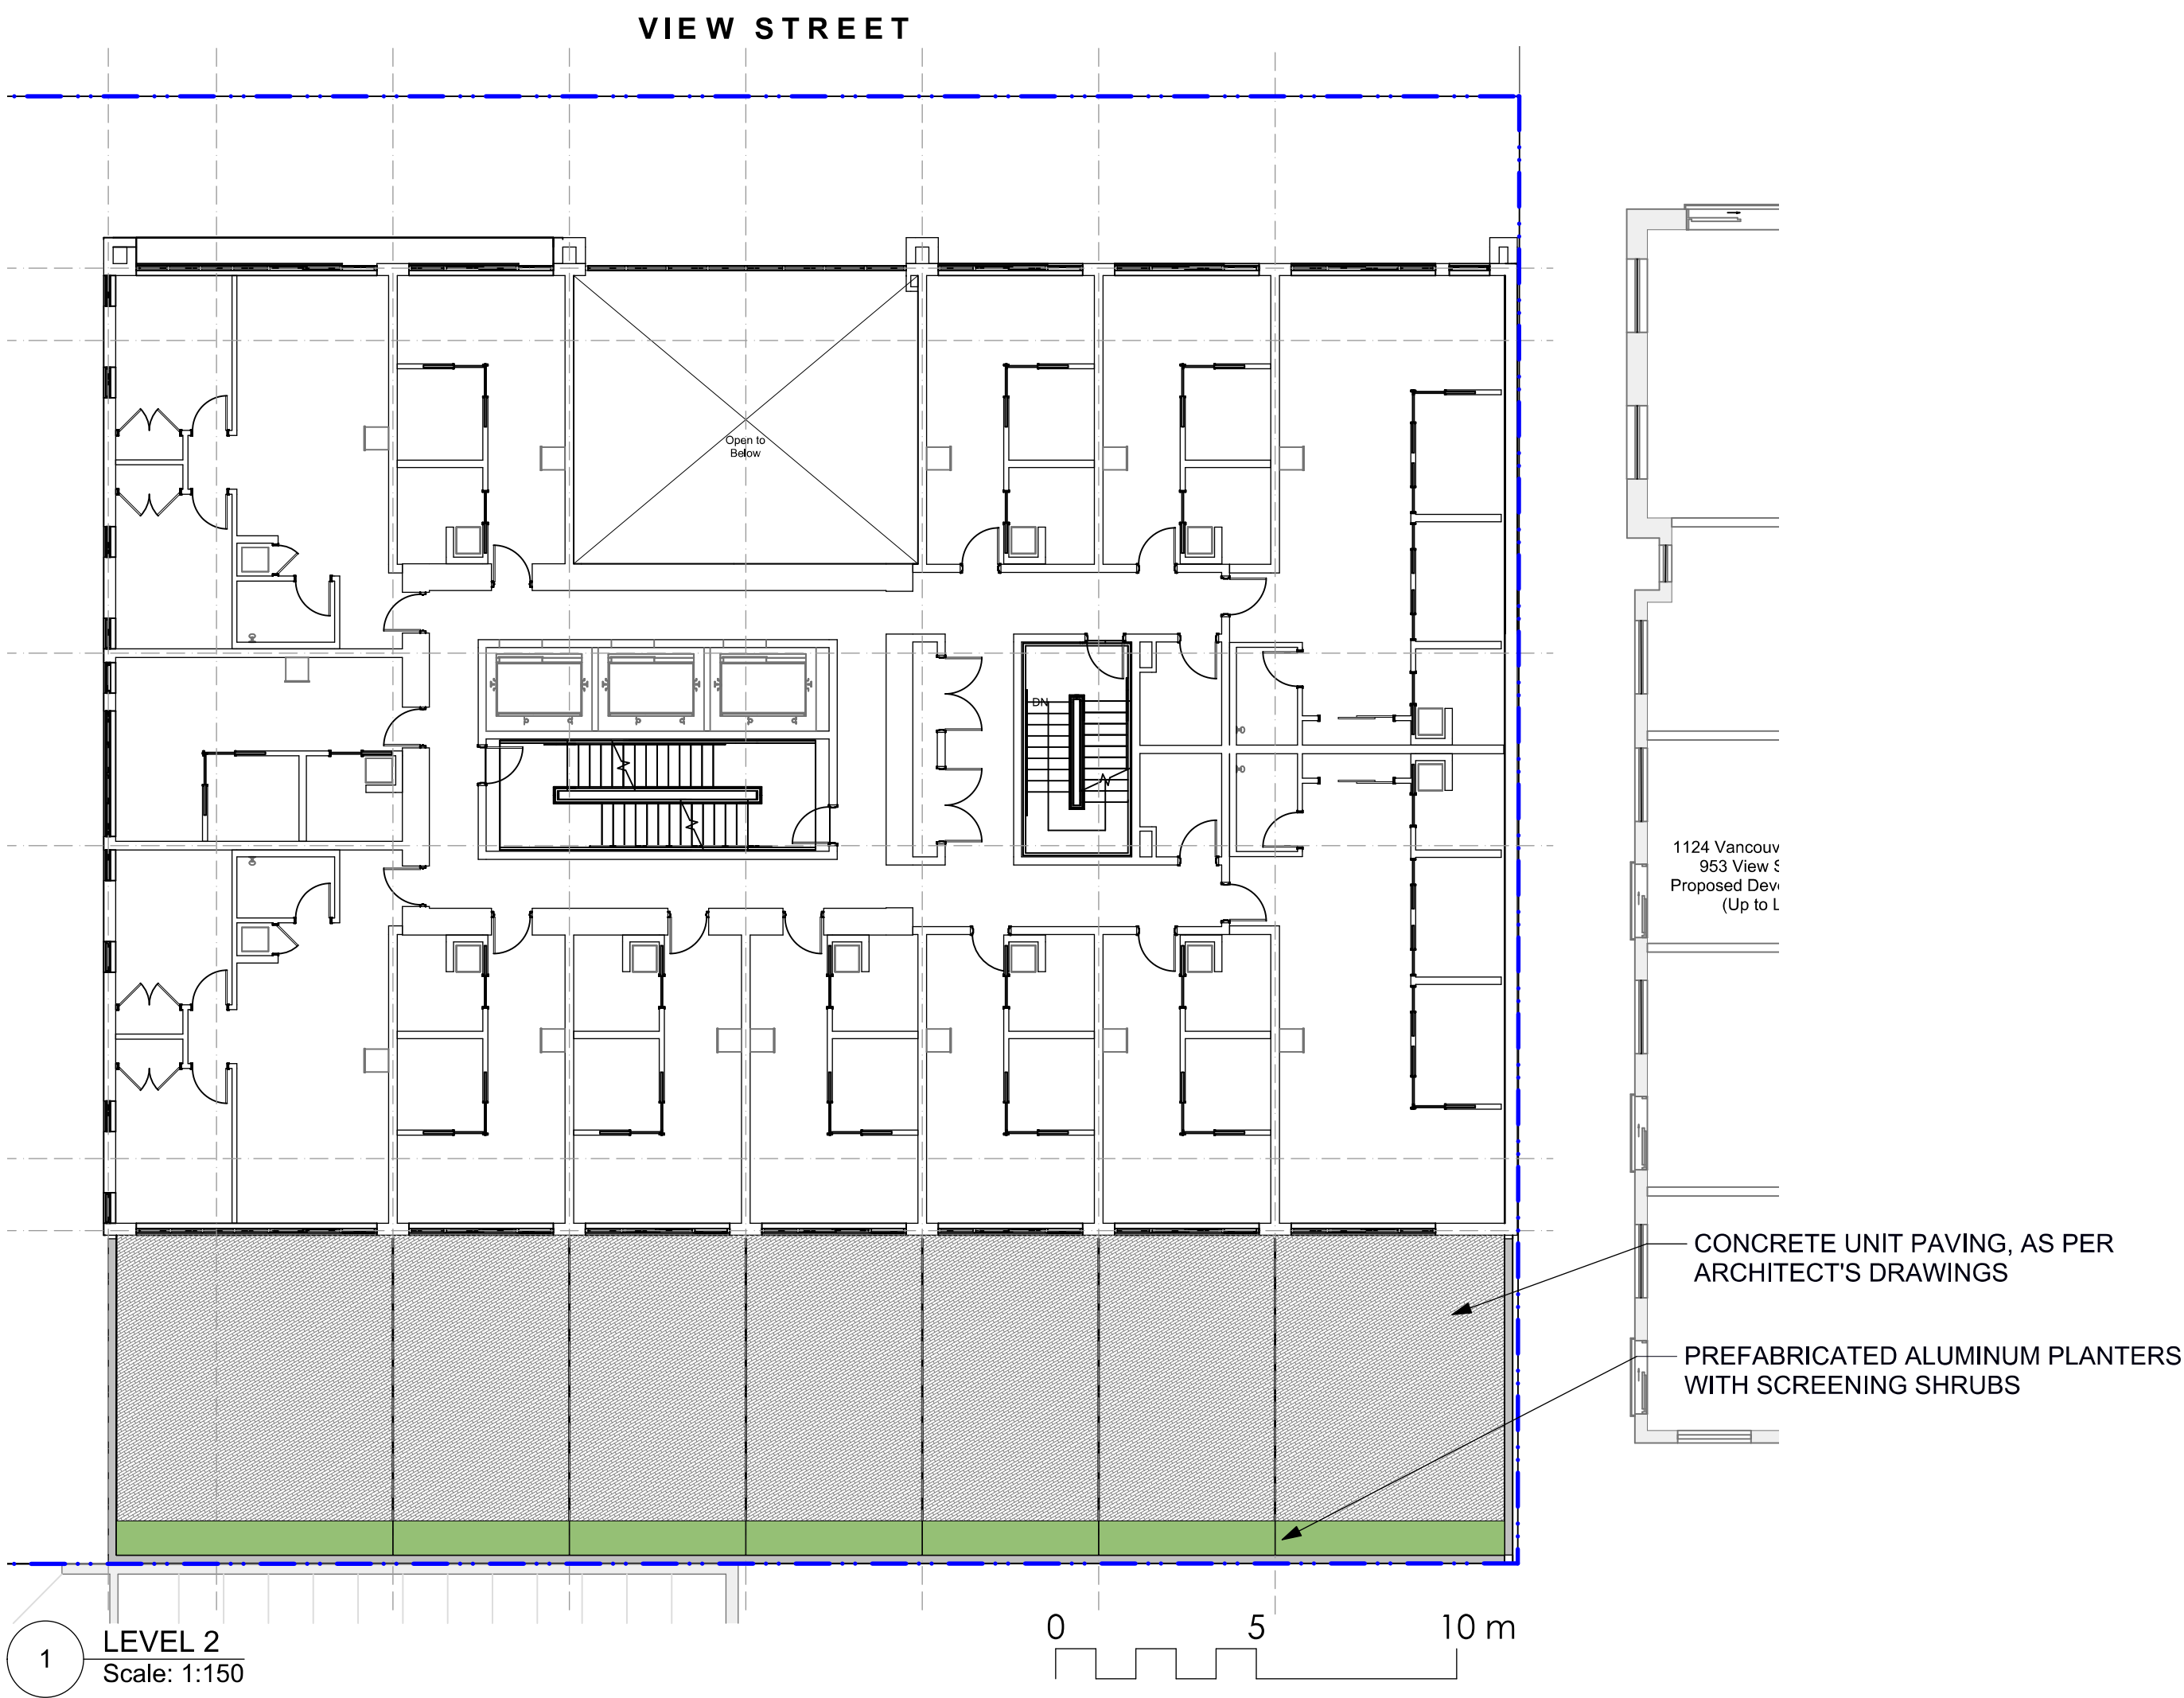 VIEW STREET
Open to
Below
DN
1124 Vancouv
953 View S
Proposed Dev
(Up to L
CONCRETE UNIT PAVING, AS PER
ARCHITECT'S DRAWINGS
PREFABRICATED ALUMINUM PLANTERS
WITH SCREENING SHRUBS
1
LEVEL 2
Scale: 1:150
0 5 10 m